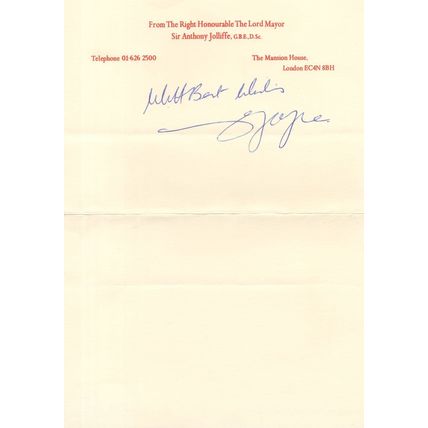 From The Right Honourable The Lord Mayor
Sir Anthony Jolliffe, G.B.E., D.Sc.
Telephone 01 626 2500
The Mansion House,
London EC4N 8BH
With Best Wishes